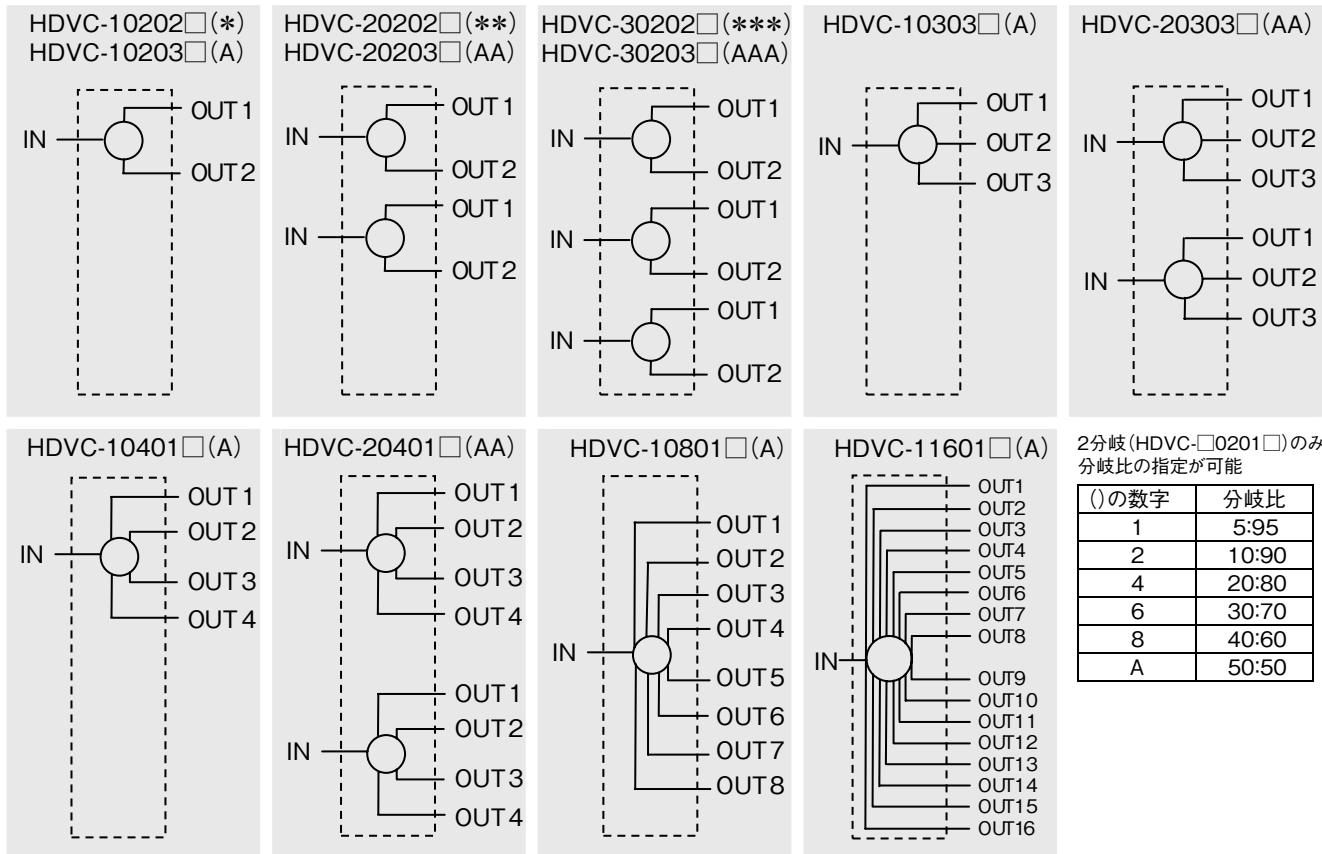 HDVC-10202□(*)
HDVC-10203□(A)
IN
OUT1
OUT2
HDVC-20202□(**)
HDVC-20203□(AA)
IN
OUT1
OUT2
IN
OUT1
OUT2
HDVC-30202□(***)
HDVC-30203□(AAA)
IN
OUT1
OUT2
IN
OUT1
OUT2
IN
OUT1
OUT2
HDVC-10303□(A)
IN
OUT1
OUT2
OUT3
HDVC-20303□(AA)
IN
OUT1
OUT2
OUT3
IN
OUT1
OUT2
OUT3
HDVC-10401□(A)
IN
OUT1
OUT2
OUT3
OUT4
HDVC-20401□(AA)
IN
OUT1
OUT2
OUT3
OUT4
IN
OUT1
OUT2
OUT3
OUT4
HDVC-10801□(A)
IN
OUT1
OUT2
OUT3
OUT4
OUT5
OUT6
OUT7
OUT8
HDVC-11601□(A)
IN
OUT1
OUT2
OUT3
OUT4
OUT5
OUT6
OUT7
OUT8
OUT9
OUT10
OUT11
OUT12
OUT13
OUT14
OUT15
OUT16
2分岐(HDVC-□0201□)のみ
分岐比の指定が可能
()の数字 分岐比
1 5:95
2 10:90
4 20:80
6 30:70
8 40:60
A 50:50